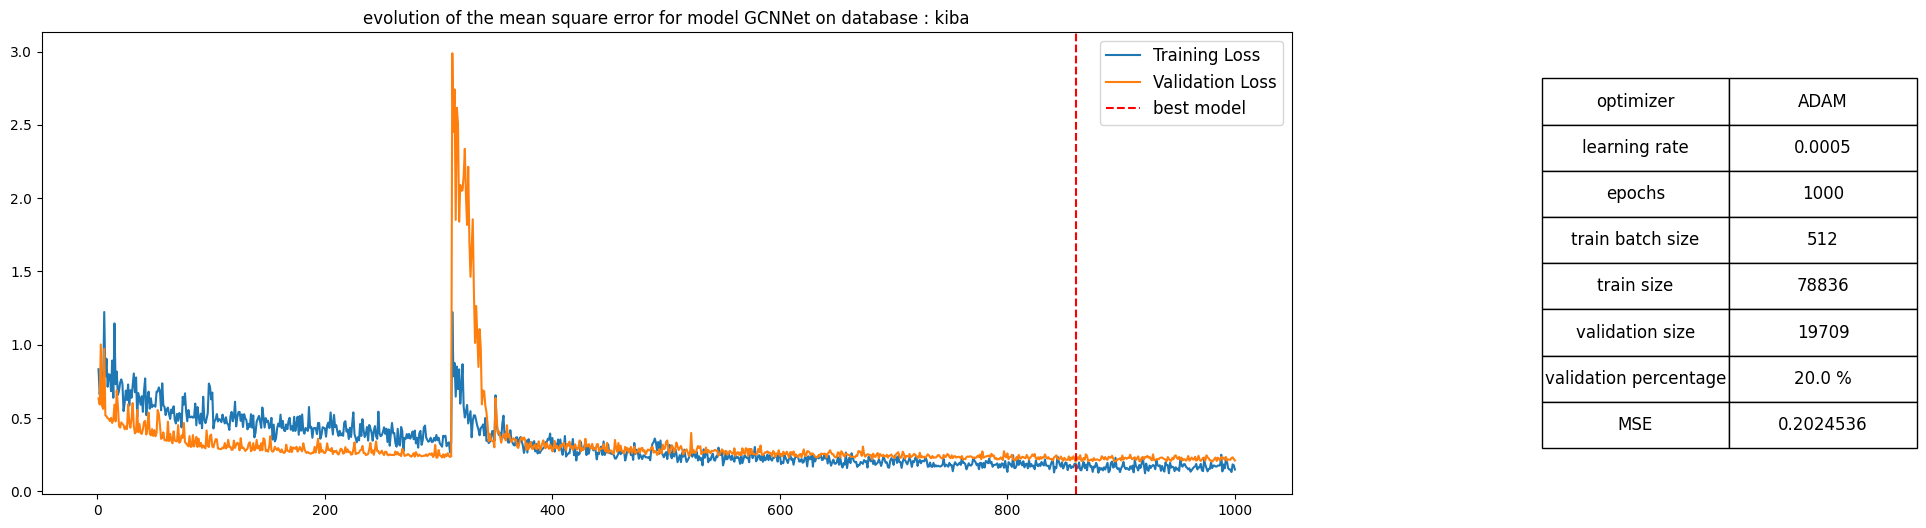 evolution of the mean square error for model GCNNet on database : kiba
3.0
2.5
2.0
1.5
1.0
0.5
0.0
0 200 400 600 800 1000
Training Loss
Validation Loss
best model
optimizer ADAM
learning rate 0.0005
epochs 1000
train batch size 512
train size 78836
validation size 19709
validation percentage 20.0 %
MSE 0.2024536